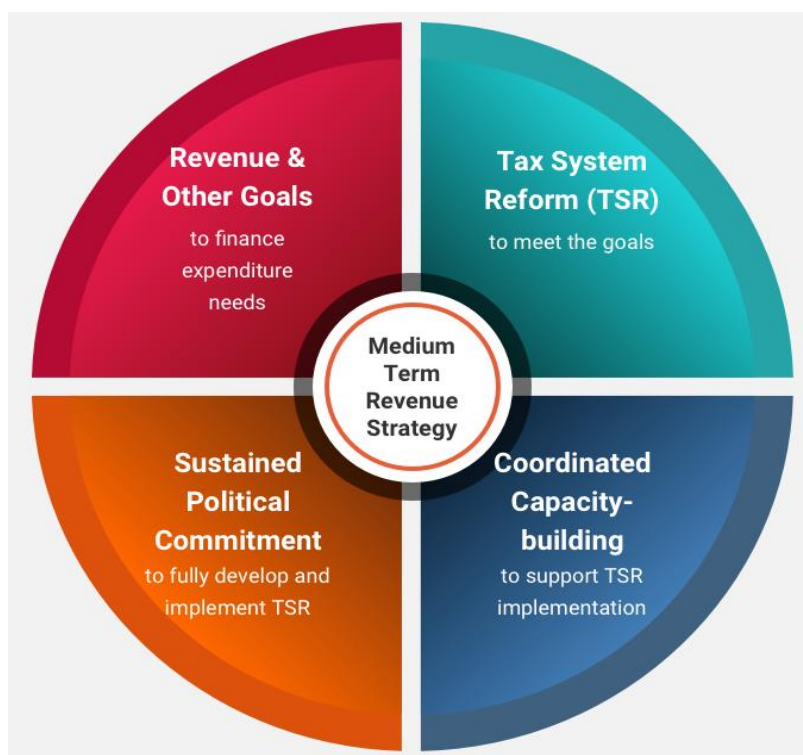 Revenue &
Other Goals
to finance
expenditure
needs
Tax System
Reform (TSR)
to meet the goals
Medium
Term
Revenue
Strategy
Sustained
Political
Commitment
to fully develop and
implement TSR
Coordinated
Capacity-
building
to support TSR
implementation